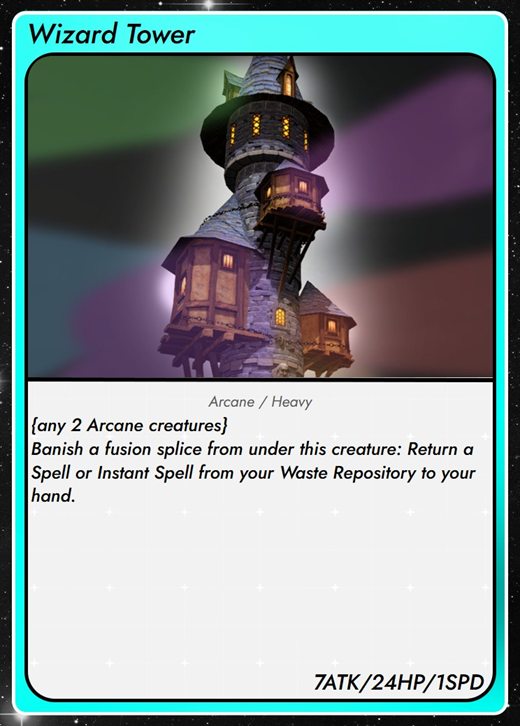 Wizard Tower
Arcane / Heavy
{any 2 Arcane creatures}
Banish a fusion splice from under this creature: Return a
Spell or Instant Spell from your Waste Repository to your
hand.
7ATK/24HP/1SPD